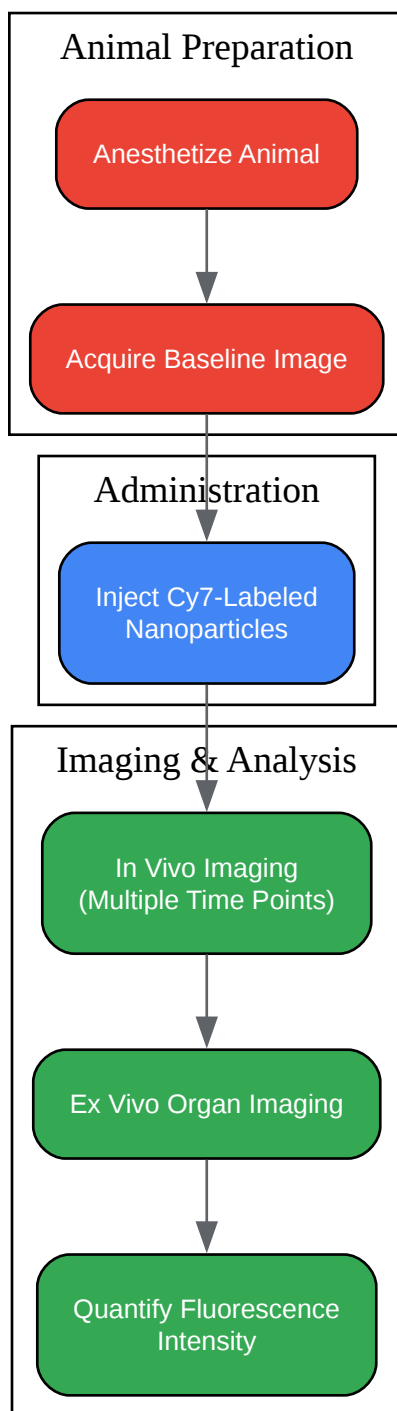 Animal Preparation
Anesthetize Animal
Acquire Baseline Image
Administration
Inject Cy7-Labeled
Nanoparticles
Imaging & Analysis
In Vivo Imaging
(Multiple Time Points)
Ex Vivo Organ Imaging
Quantify Fluorescence
Intensity